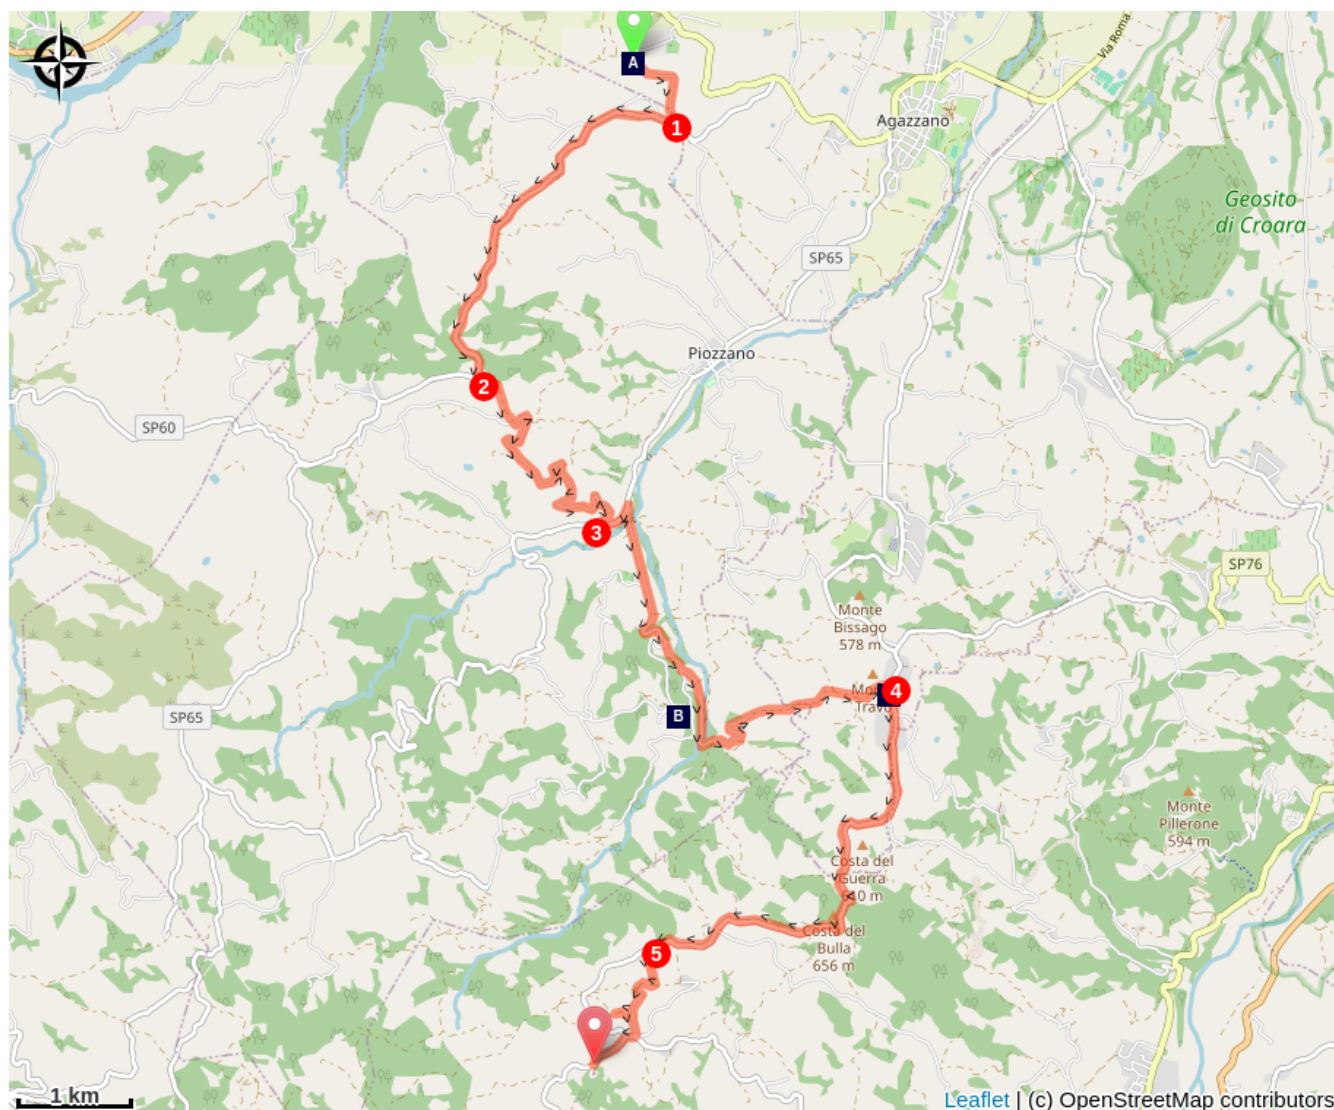 A
Via Roma
1
Agazzano
Geosito
di Croara
SP65
Piozzano
2
SP60
3
SP76
Monte
Bissago
578 m
4
SP65
B
Monte
Pillerone
594 m
Costa del
Guerra
Costa del
Bulla
656 m
5
1 km
Leaflet | (c) OpenStreetMap contributors